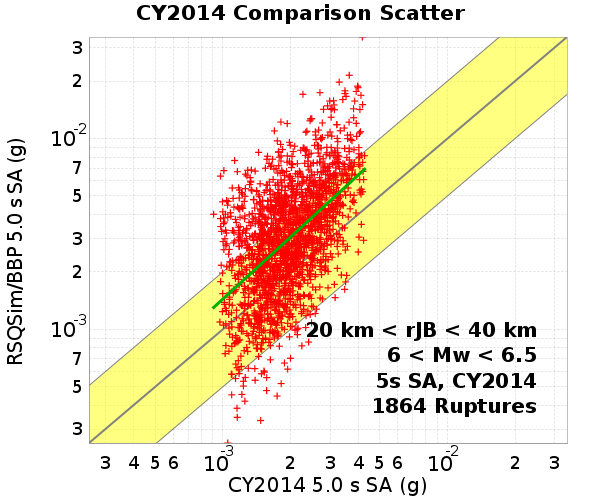 CY2014 Comparison Scatter
RSQSim/BBP 5.0 s SA (g)
3
2
10-2
7
5
3
2
10-3
7
5
3
20 km < rJB < 40 km
6 < Mw < 6.5
5s SA, CY2014
1864 Ruptures
3 4 5 6 10-3 2 3 4 5 6 10-2 2 3
CY2014 5.0 s SA (g)